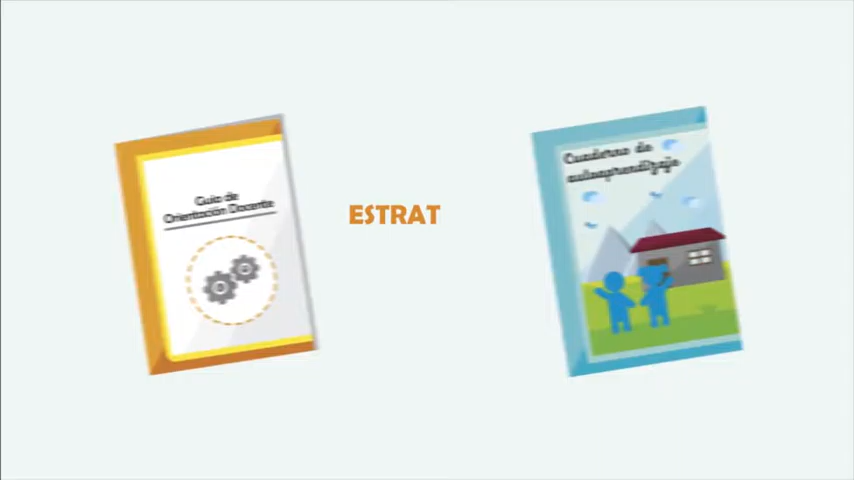 Guía de
Orientación Docente
ESTRAT
Cuaderno de
autoaprendizaje